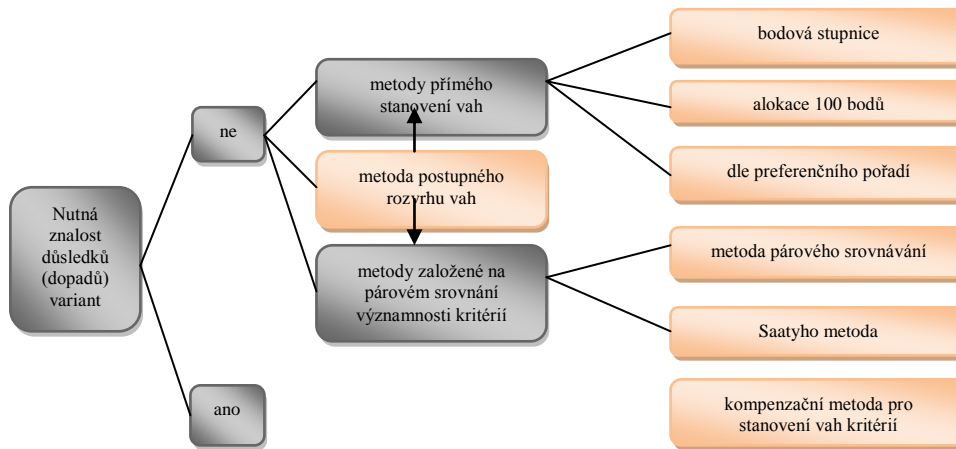 Nutná
znalost
důsledků
(dopadů)
variant
ne
ano
metody přímého
stanovení vah
metoda postupného
rozvrhu vah
metody založené na
párovém srovnání
významnosti kritérií
bodová stupnice
alokace 100 bodů
dle preferenčního pořadí
metoda párového srovnávání
Saatyho metoda
kompenzační metoda pro
stanovení vah kritérií